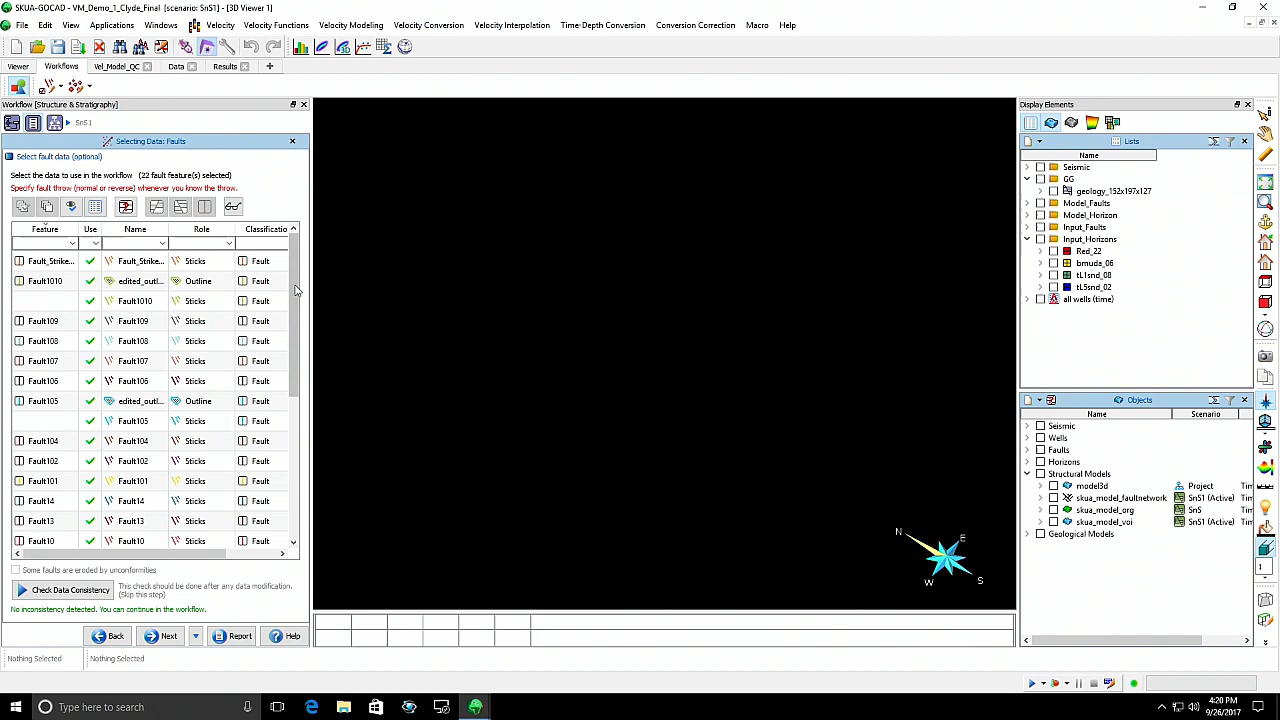 SKUA-GOCAD - VM_Demo_1_Clyde_Final [scenario: SnS1] - [3D Viewer 1]
File Edit View Applications Windows Velocity Velocity Functions Velocity Modeling Velocity Conversion Velocity Interpolation Time-Depth Conversion Conversion Correction Macro Help
Viewer Workflows Vel_Model_QC Data Results +
Workflow [Structure & Stratigraphy]
SnS1
Selecting Data: Faults
Select fault data (optional)
Select the data to use in the workflow (22 fault feature(s) selected)
Specify fault throw (normal or reverse) whenever you know the throw.
Feature Use Name Role Classificatio
Fault_Strike... Fault_Strike... Sticks Fault
Fault1010 edited_outl... Outline Fault
Fault1010 Sticks Fault
Fault109 Fault109 Sticks Fault
Fault108 Fault108 Sticks Fault
Fault107 Fault107 Sticks Fault
Fault106 Fault106 Sticks Fault
Fault105 edited_outl... Outline Fault
Fault105 Sticks Fault
Fault104 Fault104 Sticks Fault
Fault102 Fault102 Sticks Fault
Fault101 Fault101 Sticks Fault
Fault14 Fault14 Sticks Fault
Fault13 Fault13 Sticks Fault
Fault10 Fault10 Sticks Fault
Some faults are eroded by unconformities
Check Data Consistency
This check should be done after any data modification.
(Skip this step)
No inconsistency detected. You can continue in the workflow.
Back Next Report Help
Nothing Selected Nothing Selected
N E
W S
Display Elements
Lists
Name
Seismic
GG
geology_152x197x127
Model_Faults
Model_Horizon
Input_Faults
Input_Horizons
Red_22
bmuda_06
tL1snd_08
tL5snd_02
all wells (time)
Objects
Name Scenario
Seismic
Wells
Faults
Horizons
Structural Models
model3d Project Tim
skua_model_faultnetwork SnS1 (Active) Tim
skua_model_org SnS Tim
skua_model_voi SnS1 (Active) Tim
Geological Models
1
Type here to search
4:20 PM
9/26/2017